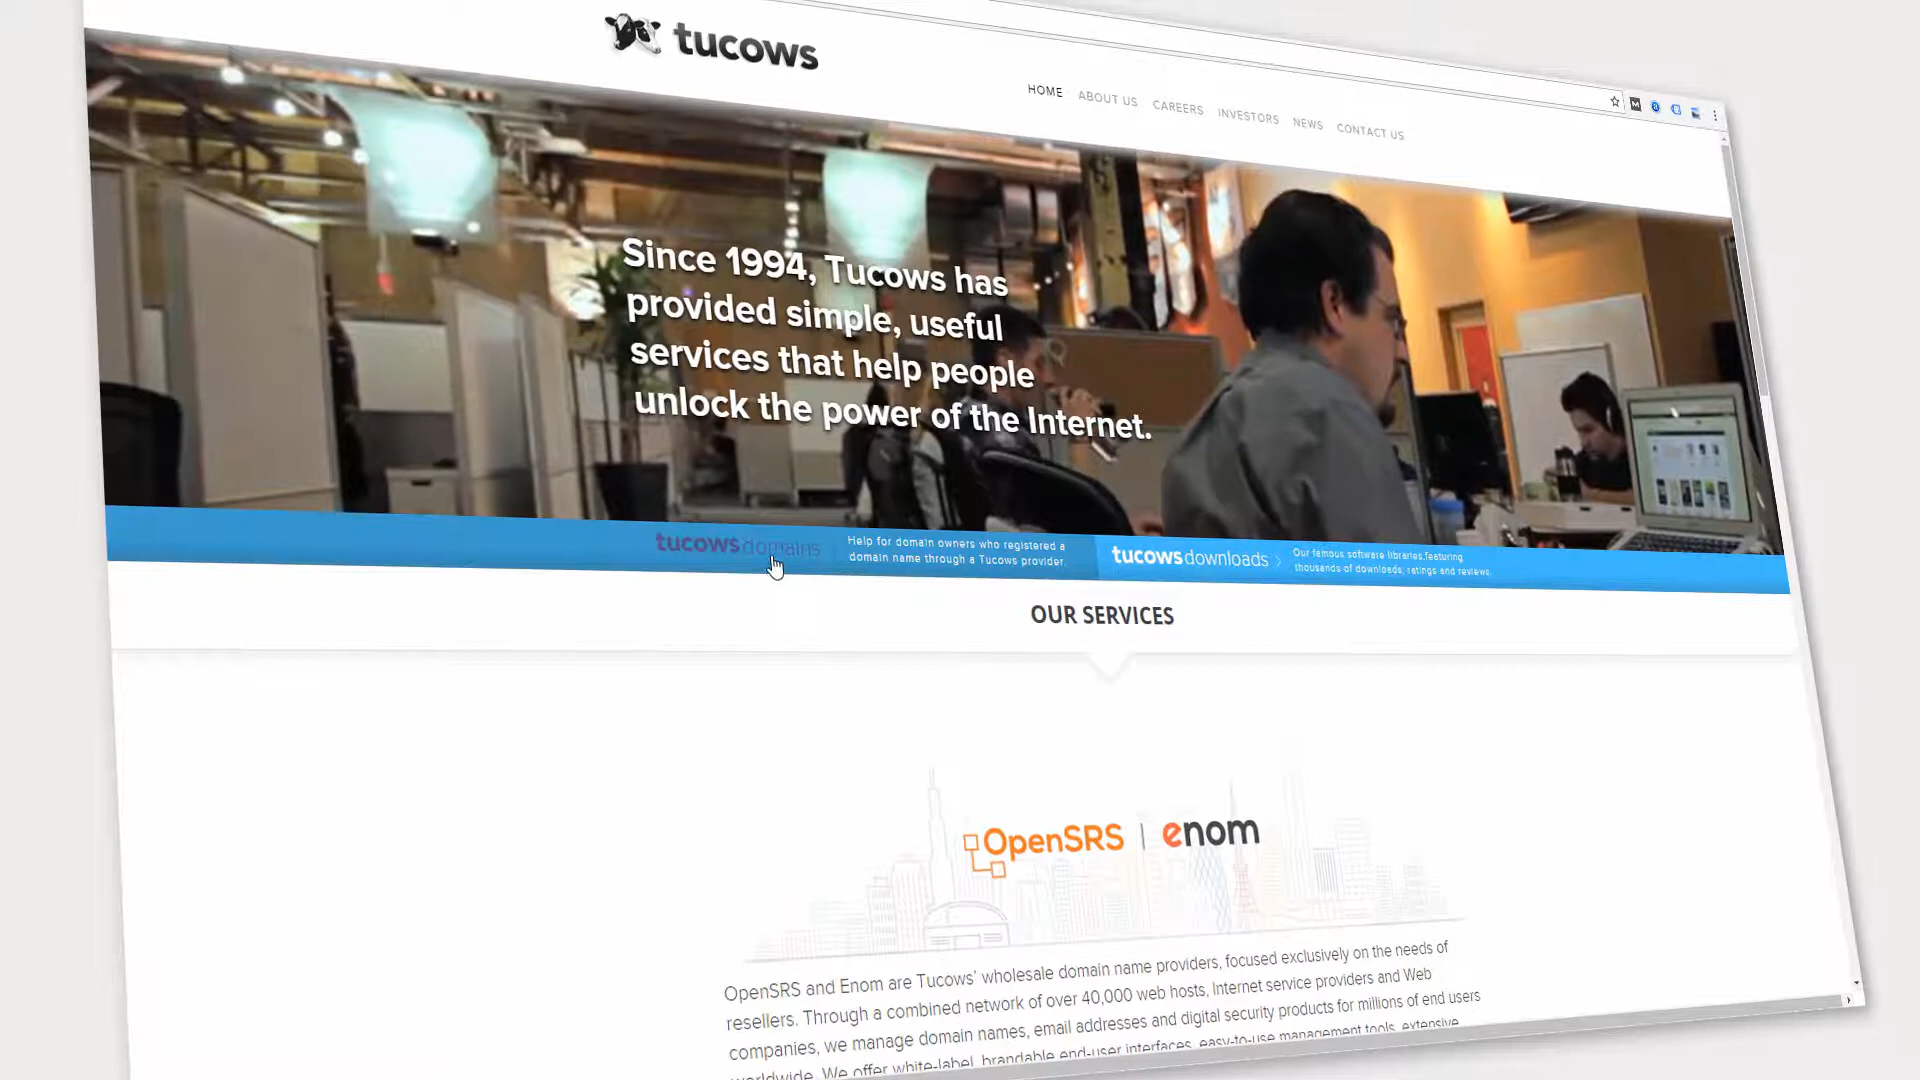 tucows
HOME ABOUT US CAREERS INVESTORS NEWS CONTACT US
Since 1994, Tucows has
provided simple, useful
services that help people
unlock the power of the Internet.
tucowsdomains
Help for domain owners who registered a
domain name through a Tucows provider.
tucowsdownloads
Our famous software libraries,featuring
thousands of downloads, ratings and reviews.
OUR SERVICES
OpenSRS | enom
OpenSRS and Enom are Tucows’ wholesale domain name providers, focused exclusively on the needs of
resellers. Through a combined network of over 40,000 web hosts, Internet service providers and Web
companies, we manage domain names, email addresses and digital security products for millions of end users
worldwide. We offer white-label, brandable end-user interfaces, easy-to-use management tools, extensive